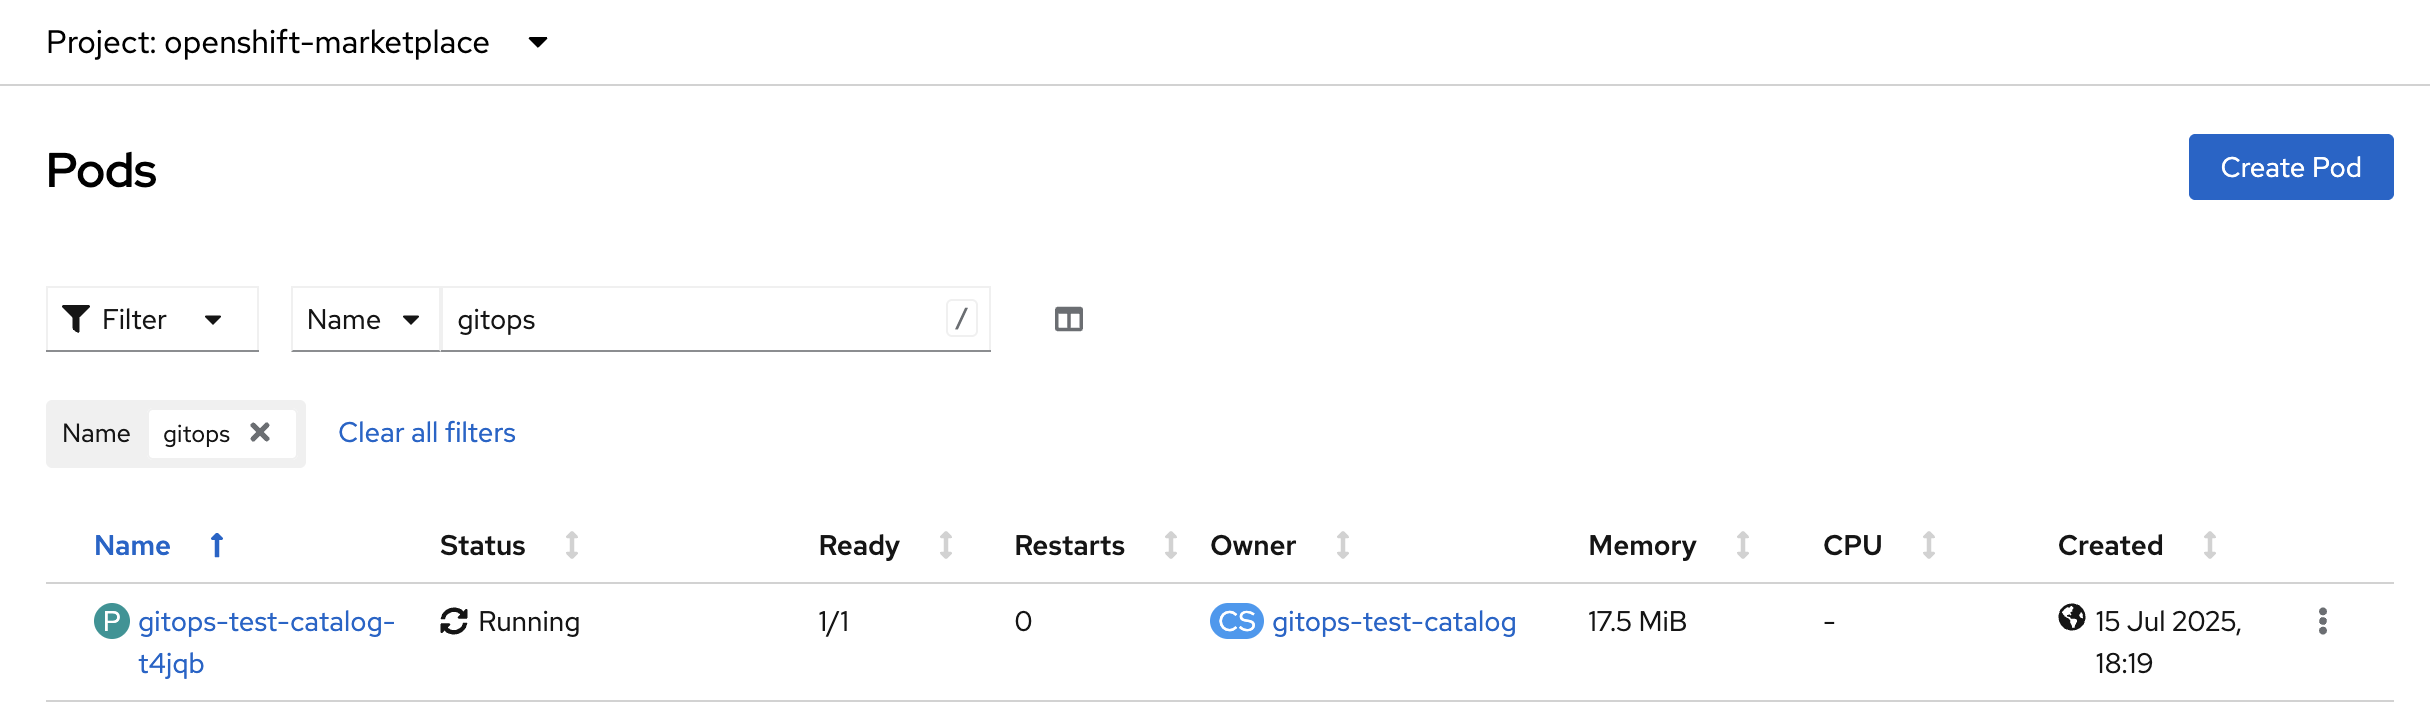 Project: openshift-marketplace
Pods
Create Pod
Filter
Name
gitops
/
Name gitops
Clear all filters
Name Status Ready Restarts Owner Memory CPU Created
P gitops-test-catalog- Running 1/1 0 CS gitops-test-catalog 17.5 MiB - 15 Jul 2025,
t4jqb 18:19